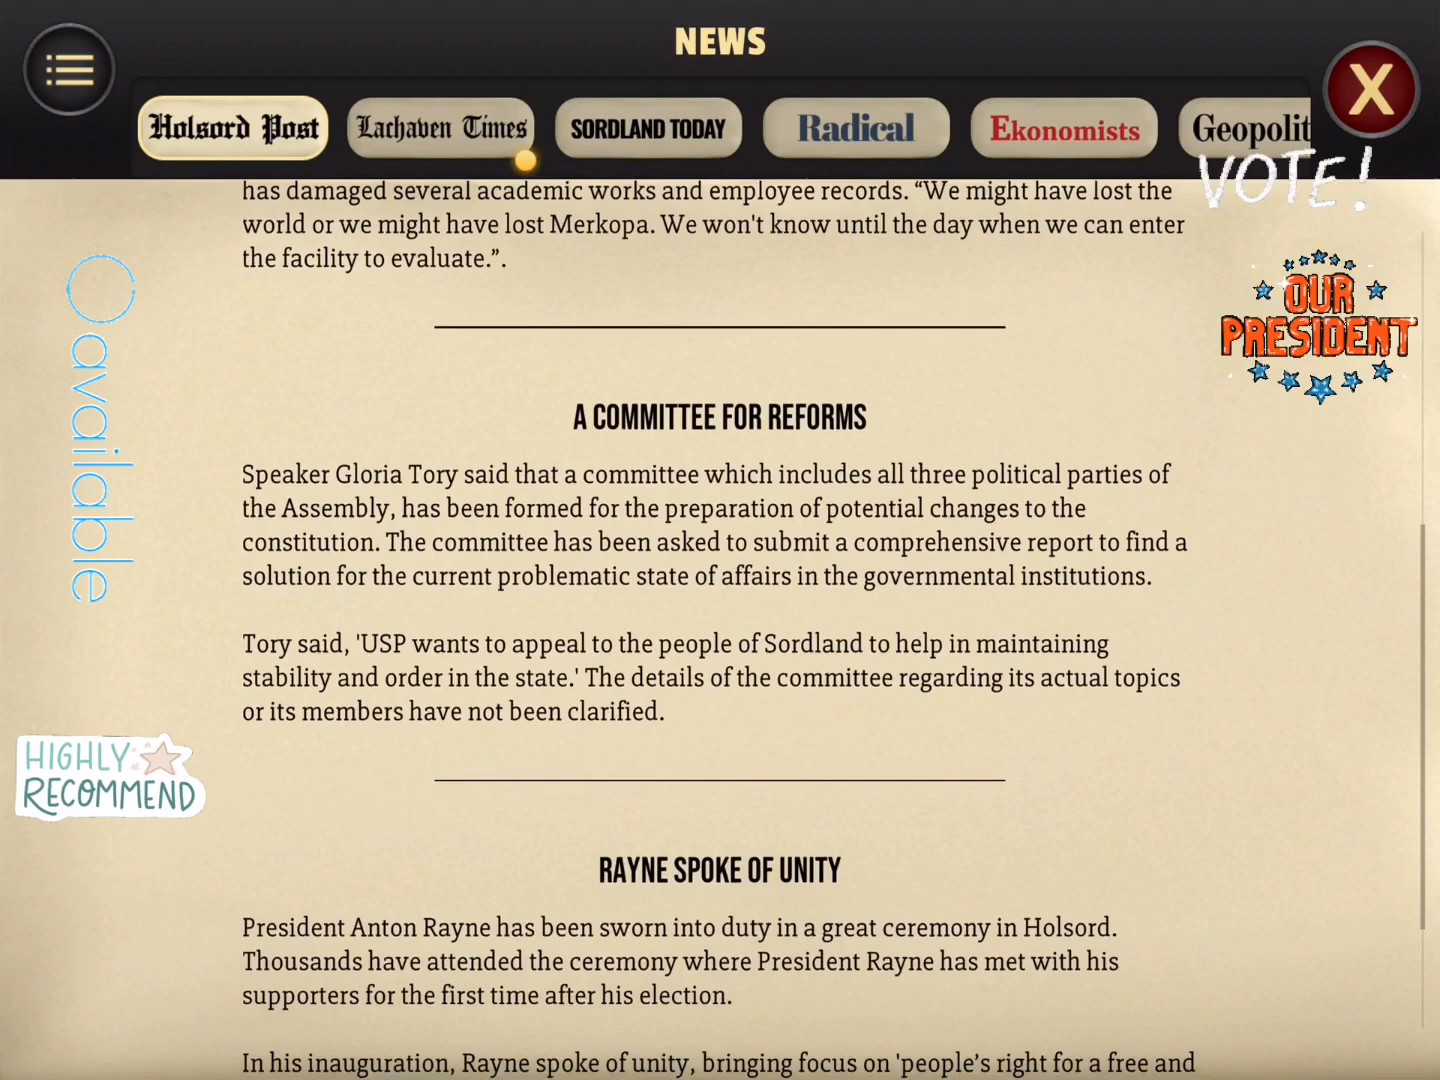 NEWS
Holsord Post
Lachaven Times
SORDLAND TODAY
Radical
Ekonomists
Geopolit
X
VOTE!
has damaged several academic works and employee records. “We might have lost the
world or we might have lost Merkopa. We won't know until the day when we can enter
the facility to evaluate.”.
available
OUR
PRESIDENT
A COMMITTEE FOR REFORMS
Speaker Gloria Tory said that a committee which includes all three political parties of
the Assembly, has been formed for the preparation of potential changes to the
constitution. The committee has been asked to submit a comprehensive report to find a
solution for the current problematic state of affairs in the governmental institutions.
Tory said, 'USP wants to appeal to the people of Sordland to help in maintaining
stability and order in the state.' The details of the committee regarding its actual topics
or its members have not been clarified.
HIGHLY
RECOMMEND
RAYNE SPOKE OF UNITY
President Anton Rayne has been sworn into duty in a great ceremony in Holsord.
Thousands have attended the ceremony where President Rayne has met with his
supporters for the first time after his election.
In his inauguration, Rayne spoke of unity, bringing focus on 'people’s right for a free and